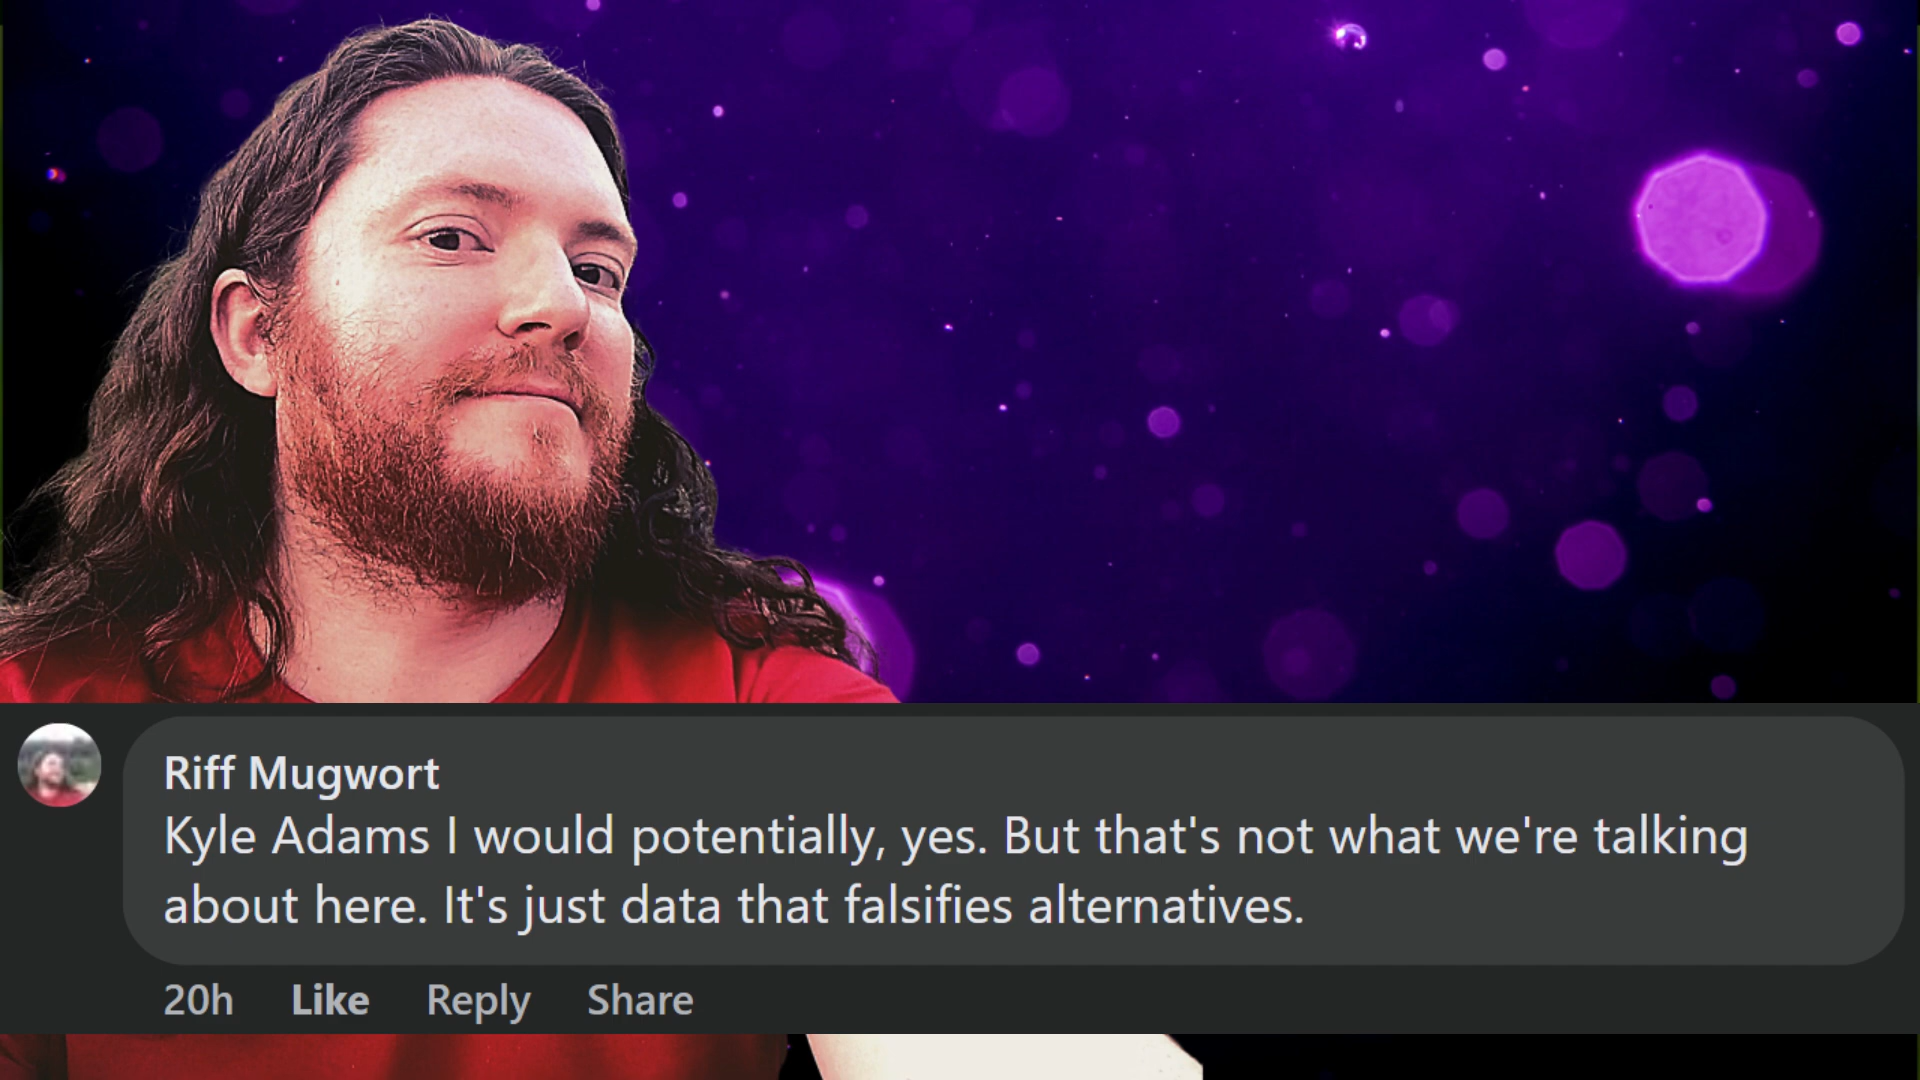 Riff Mugwort
Kyle Adams I would potentially, yes. But that's not what we're talking
about here. It's just data that falsifies alternatives.
20h Like Reply Share